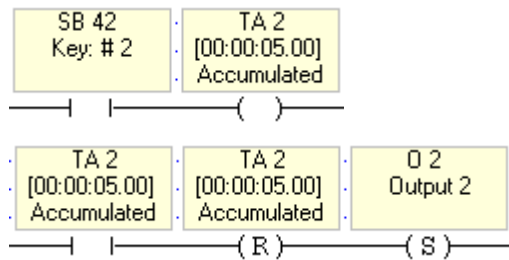 SB 42
Key: # 2
TA 2
[00:00:05.00]
Accumulated
TA 2
[00:00:05.00]
Accumulated
TA 2
[00:00:05.00]
Accumulated
R
O 2
Output 2
S